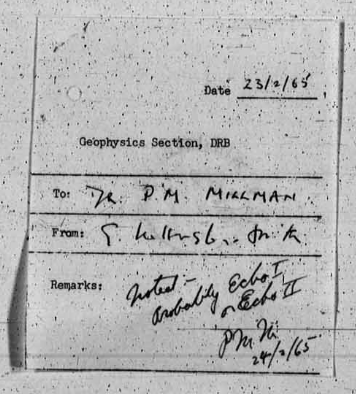 Date 23/2/65
Geophysics Section, DRB
To: Dr. P.M. MILLMAN.
From:
Remarks: Noted -
Probably Echo I
or Echo II
PMM
24/2/65